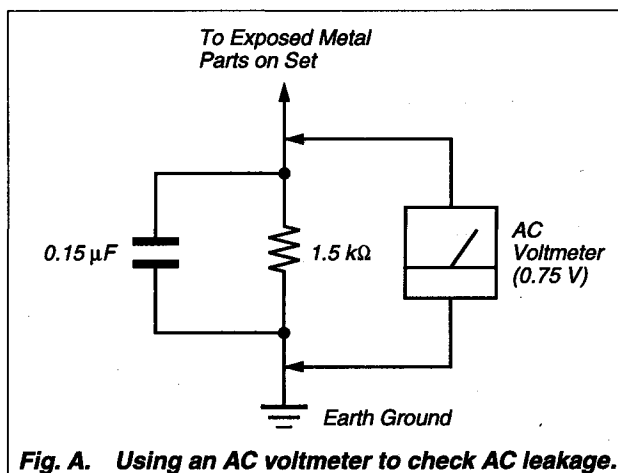 To Exposed Metal
Parts on Set
0.15 µF
1.5 kΩ
AC
Voltmeter
(0.75 V)
Earth Ground
Fig. A. Using an AC voltmeter to check AC leakage.